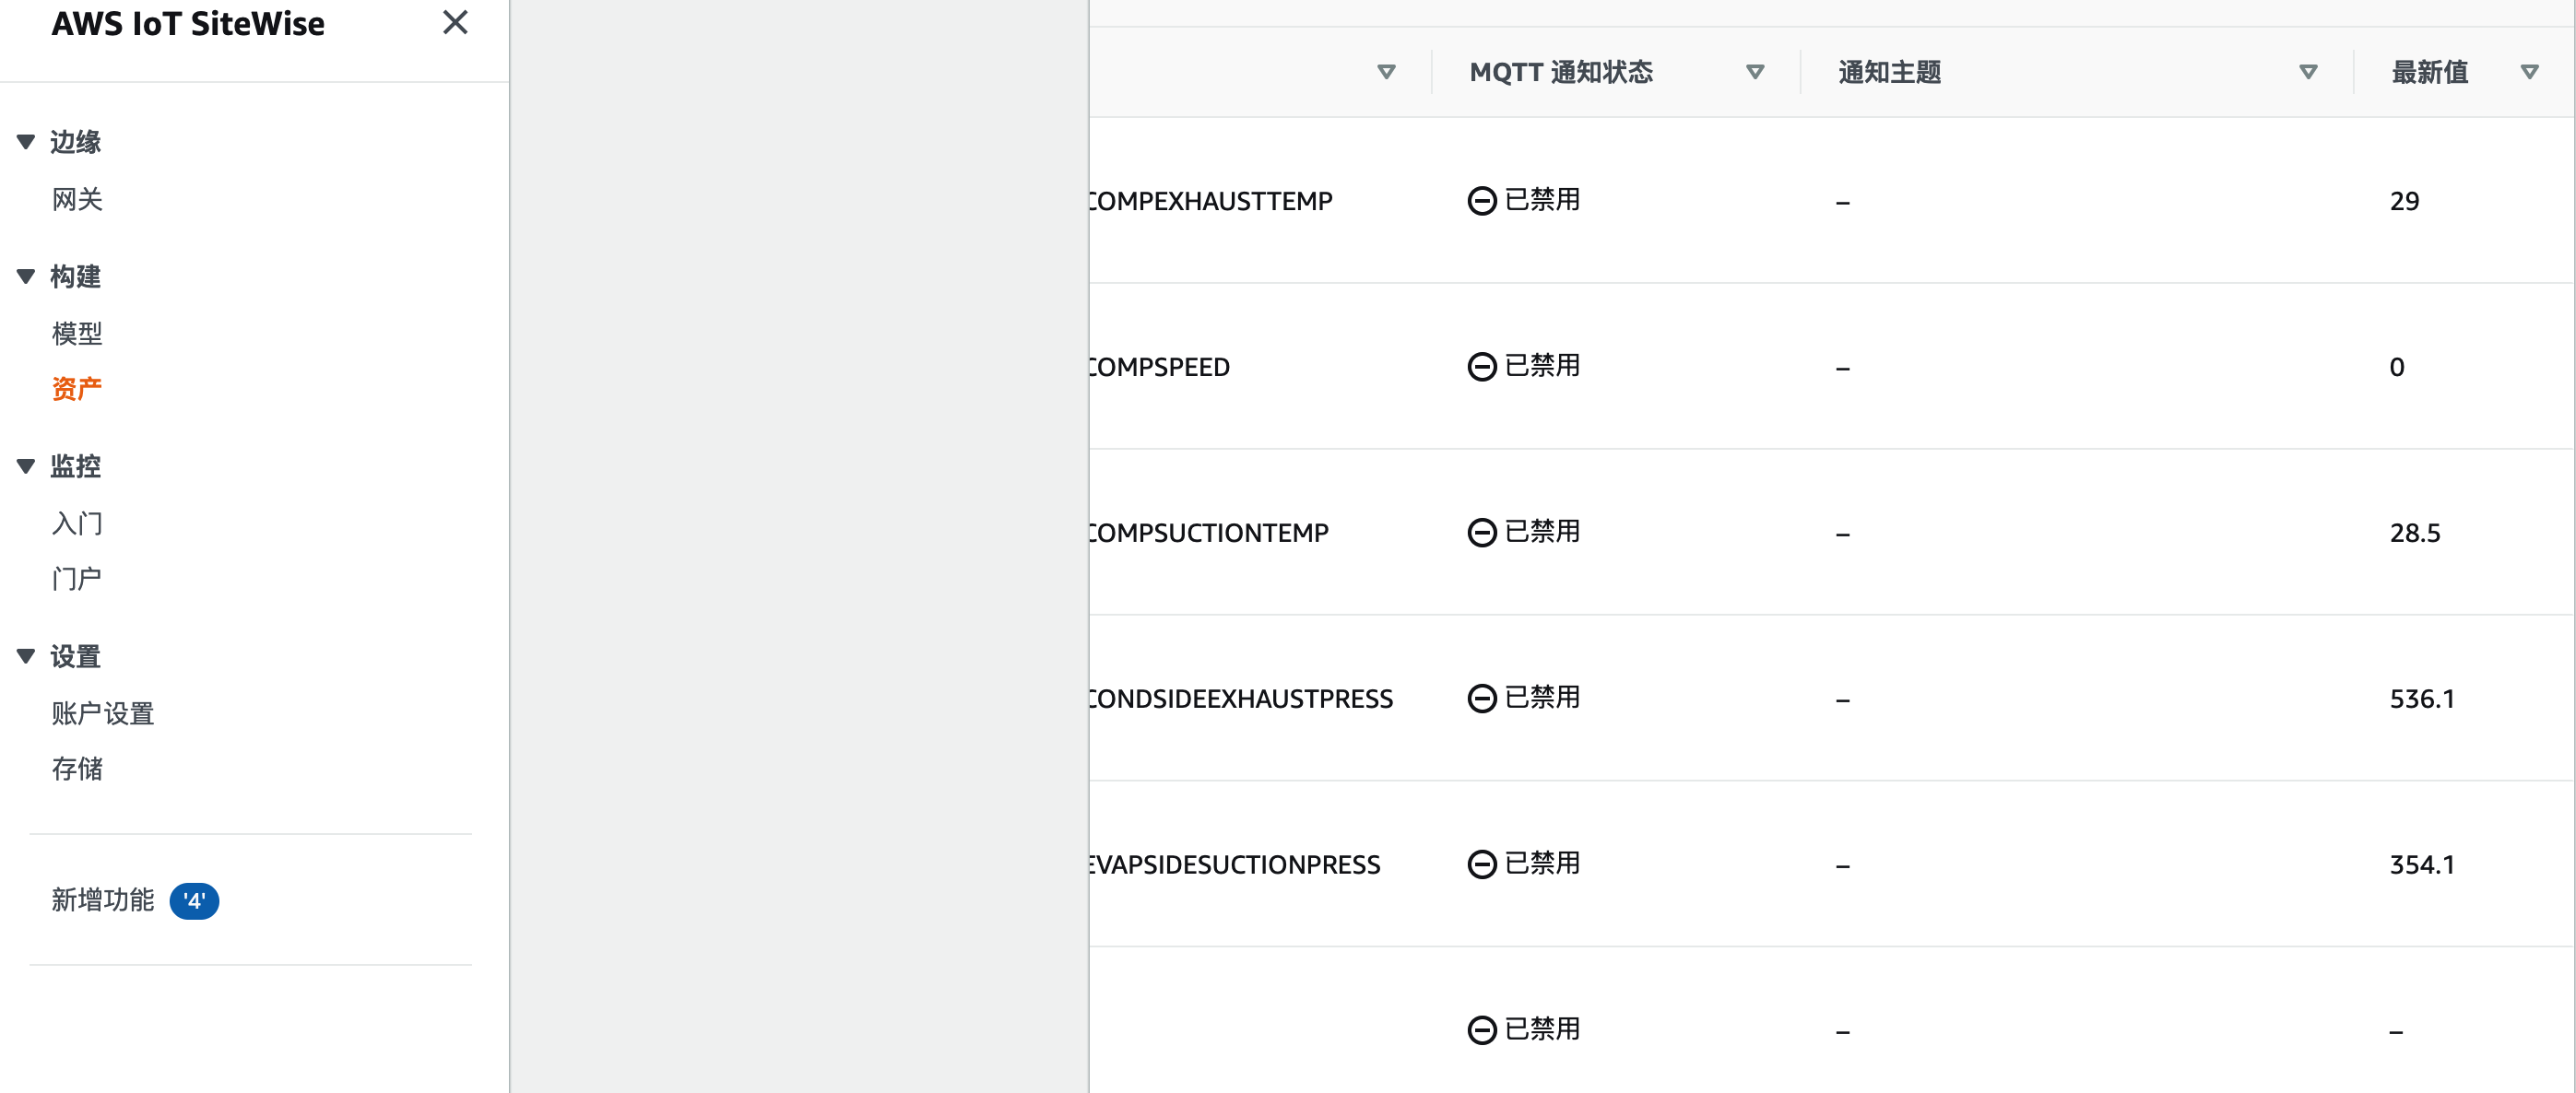 AWS IoT SiteWise
边缘
网关
构建
模型
资产
监控
入门
门户
设置
账户设置
存储
新增功能 '4'
MQTT 通知状态 通知主题 最新值
COMPEXHAUSTTEMP 已禁用 – 29
COMPSPEED 已禁用 – 0
COMPSUCTIONTEMP 已禁用 – 28.5
CONDSIDEEXHAUSTPRESS 已禁用 – 536.1
EVAPSIDESUCTIONPRESS 已禁用 – 354.1
已禁用 – –